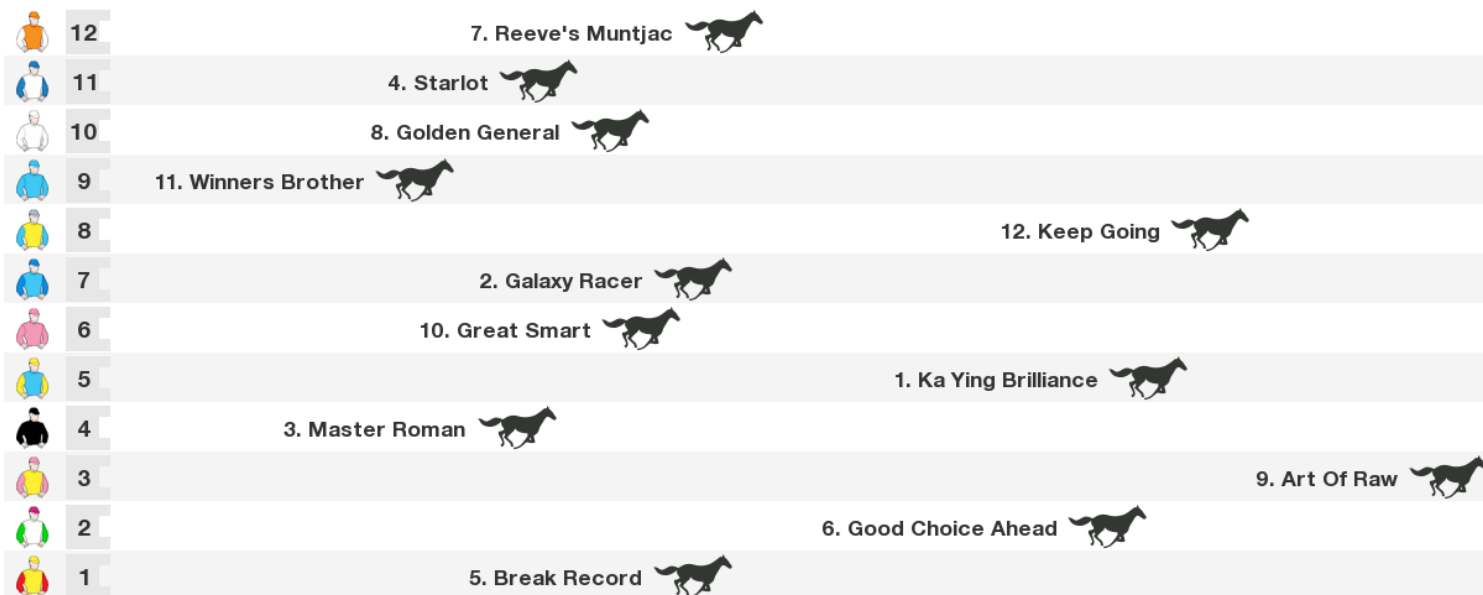 12 7. Reeve's Muntjac
11 4. Starlot
10 8. Golden General
9 11. Winners Brother
8 12. Keep Going
7 2. Galaxy Racer
6 10. Great Smart
5 1. Ka Ying Brilliance
4 3. Master Roman
3 9. Art Of Raw
2 6. Good Choice Ahead
1 5. Break Record